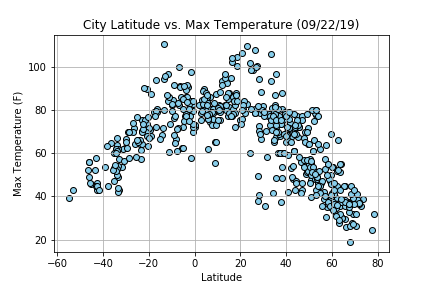 City Latitude vs. Max Temperature (09/22/19)
Max Temperature (F)
100
80
60
40
20
−60 −40 −20 0 20 40 60 80
Latitude